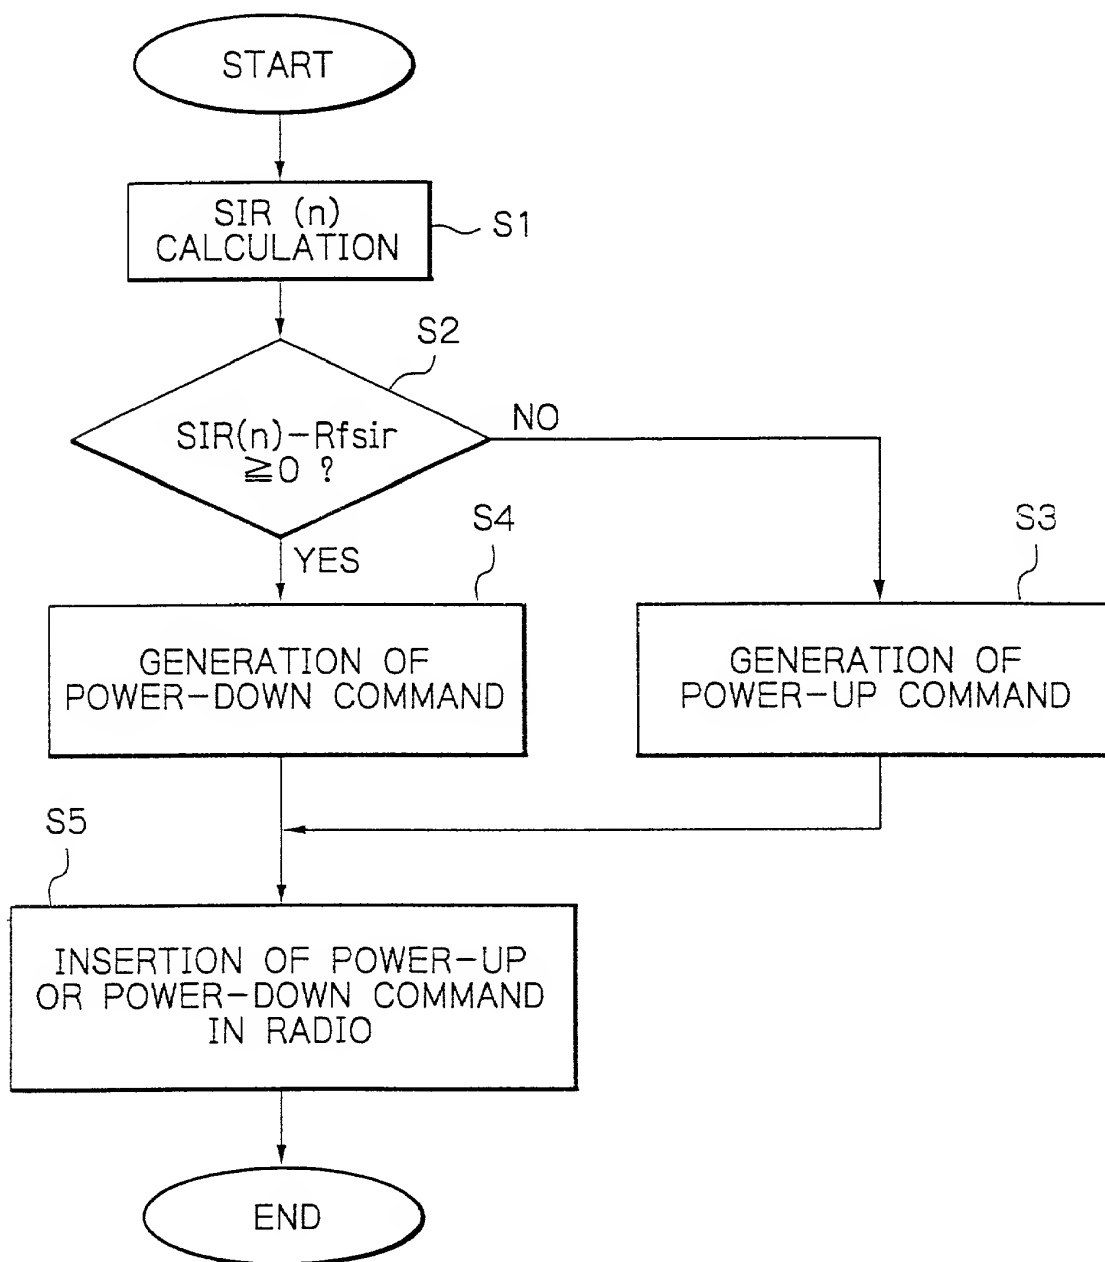 START
SIR (n)
CALCULATION
S1
S2
SIR(n)-Rfsir
≧0 ?
NO
YES
S4
GENERATION OF
POWER-DOWN COMMAND
S3
GENERATION OF
POWER-UP COMMAND
S5
INSERTION OF POWER-UP
OR POWER-DOWN COMMAND
IN RADIO
END